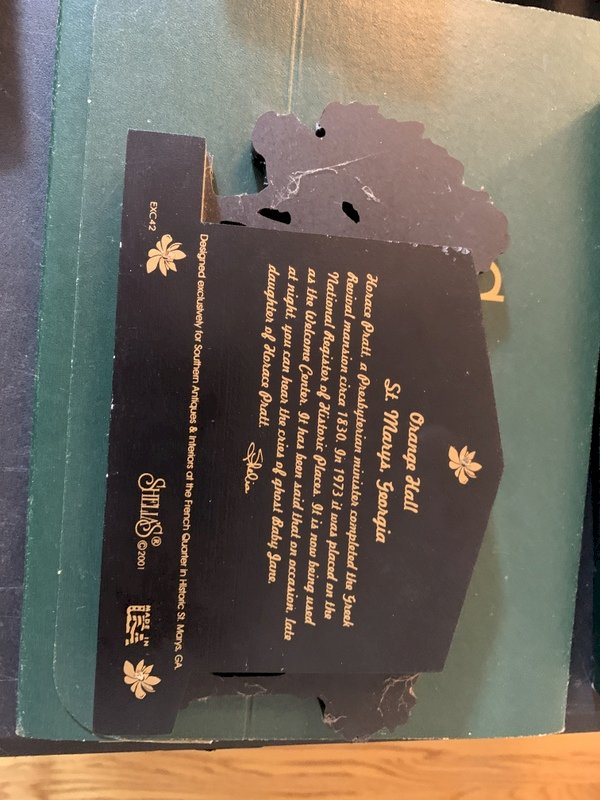 Orange Hall
St. Marys, Georgia
Horace Pratt, a Presbyterian minister completed the Greek
Revival mansion circa 1830. In 1973 it was placed on the
National Register of Historic Places. It is now being used
as the Welcome Center. It has been said that on occasion, late
at night, you can hear the cries of ghost Baby Jane,
daughter of Horace Pratt.
Shelia
Designed exclusively for Southern Antiques & Interiors at the French Quarter in Historic St. Marys, GA.
EXC42
SHELIA'S® ©2001
MADE IN
USA